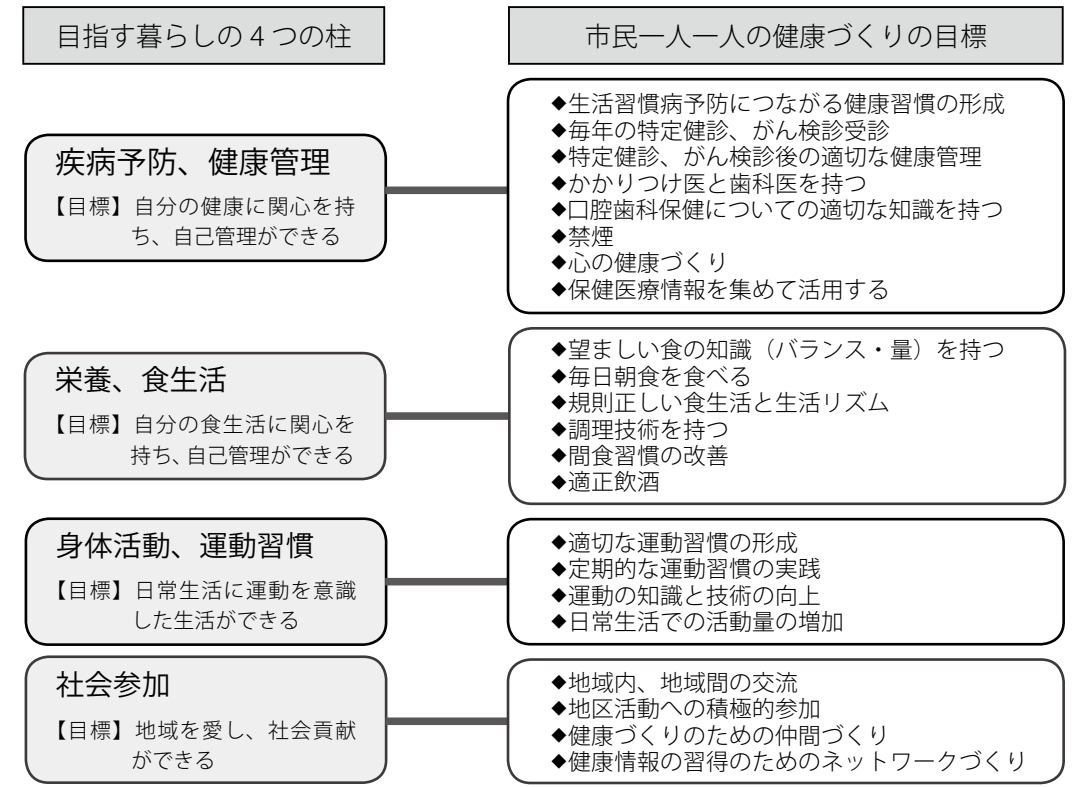 目指す暮らしの4つの柱
市民一人一人の健康づくりの目標
疾病予防、健康管理
【目標】自分の健康に関心を持
ち、自己管理ができる
◆生活習慣病予防につながる健康習慣の形成
◆毎年の特定健診、がん検診受診
◆特定健診、がん検診後の適切な健康管理
◆かかりつけ医と歯科医を持つ
◆口腔歯科保健についての適切な知識を持つ
◆禁煙
◆心の健康づくり
◆保健医療情報を集めて活用する
栄養、食生活
【目標】自分の食生活に関心を
持ち、自己管理ができる
◆望ましい食の知識（バランス・量）を持つ
◆毎日朝食を食べる
◆規則正しい食生活と生活リズム
◆調理技術を持つ
◆間食習慣の改善
◆適正飲酒
身体活動、運動習慣
【目標】日常生活に運動を意識
した生活ができる
◆適切な運動習慣の形成
◆定期的な運動習慣の実践
◆運動の知識と技術の向上
◆日常生活での活動量の増加
社会参加
【目標】地域を愛し、社会貢献
ができる
◆地域内、地域間の交流
◆地区活動への積極的参加
◆健康づくりのための仲間づくり
◆健康情報の習得のためのネットワークづくり